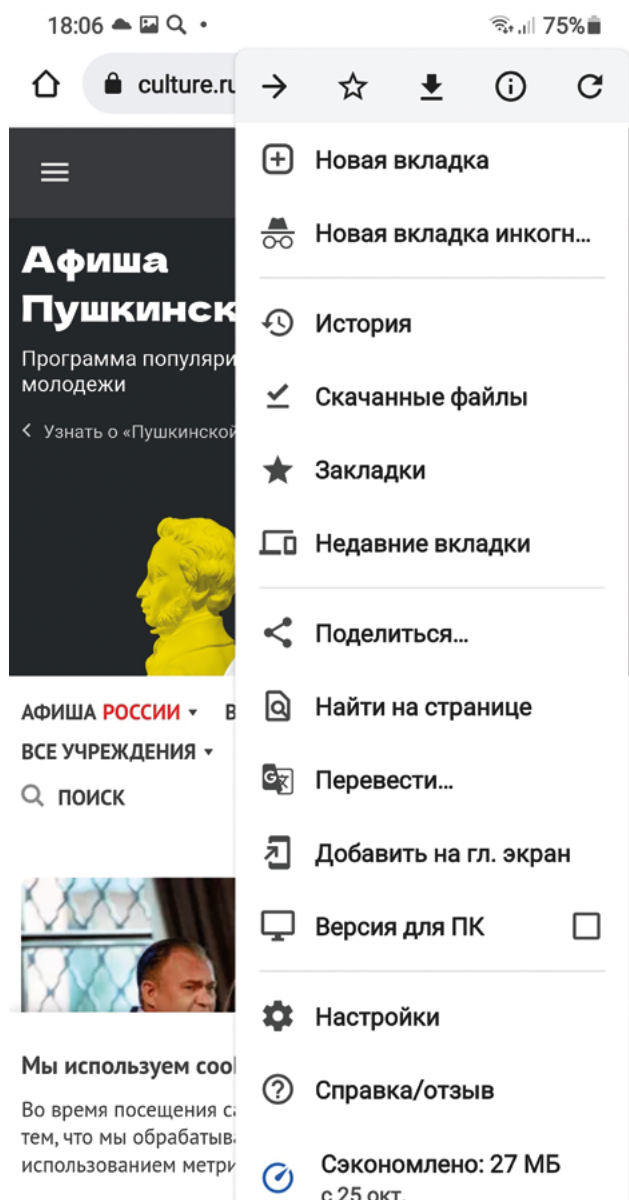 18:06
75%
culture.ru
Новая вкладка
Новая вкладка инкогн...
История
Скачанные файлы
Закладки
Недавние вкладки
Поделиться...
Найти на странице
Перевести...
Добавить на гл. экран
Версия для ПК
Настройки
Справка/отзыв
Сэкономлено: 27 МБ
с 25 окт.
Афиша
Пушкинск
Программа популяри
молодежи
Узнать о «Пушкинской
АФИША РОССИИ В
ВСЕ УЧРЕЖДЕНИЯ
ПОИСК
Мы используем coo
Во время посещения са
тем, что мы обрабатыва
использованием метри